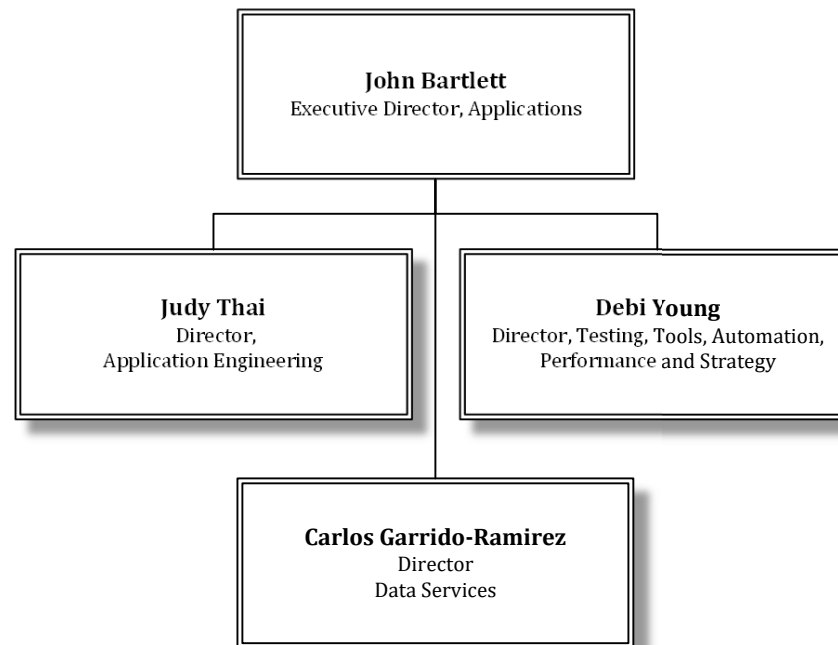 John Bartlett
Executive Director, Applications
Judy Thai
Director,
Application Engineering
Debi Young
Director, Testing, Tools, Automation,
Performance and Strategy
Carlos Garrido-Ramirez
Director
Data Services